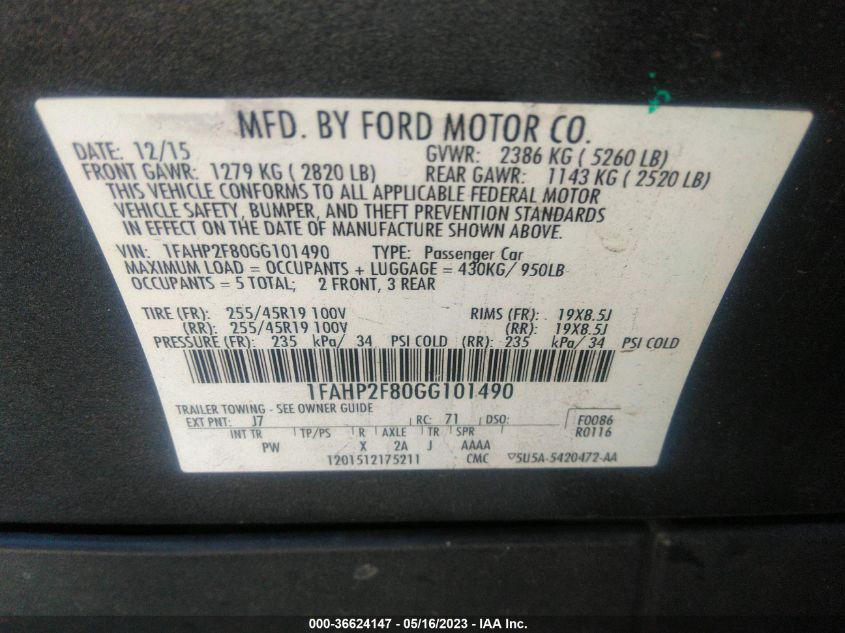 MFD. BY FORD MOTOR CO.
DATE: 12/15 GVWR: 2386 KG ( 5260 LB)
FRONT GAWR: 1279 KG ( 2820 LB) REAR GAWR: 1143 KG ( 2520 LB)
THIS VEHICLE CONFORMS TO ALL APPLICABLE FEDERAL MOTOR
VEHICLE SAFETY, BUMPER, AND THEFT PREVENTION STANDARDS
IN EFFECT ON THE DATE OF MANUFACTURE SHOWN ABOVE.
VIN: 1FAHP2F80GG101490 TYPE: Passenger Car
MAXIMUM LOAD = OCCUPANTS + LUGGAGE = 430KG/ 950LB
OCCUPANTS = 5 TOTAL; 2 FRONT, 3 REAR
TIRE (FR): 255/45R19 100V RIMS (FR): 19X8.5J
(RR): 255/45R19 100V (RR): 19X8.5J
PRESSURE (FR): 235 kPa/ 34 PSI COLD (RR): 235 kPa/ 34 PSI COLD
1FAHP2F80GG101490
TRAILER TOWING - SEE OWNER GUIDE
EXT PNT: J7 RC: 71 DSO: F0086
INT TR TP/PS R AXLE TR SPR R0116
PW X 2A J AAAA
1201512175211 CMC 5U5A-5420472-AA
000-36624147 - 05/16/2023 - IAA Inc.